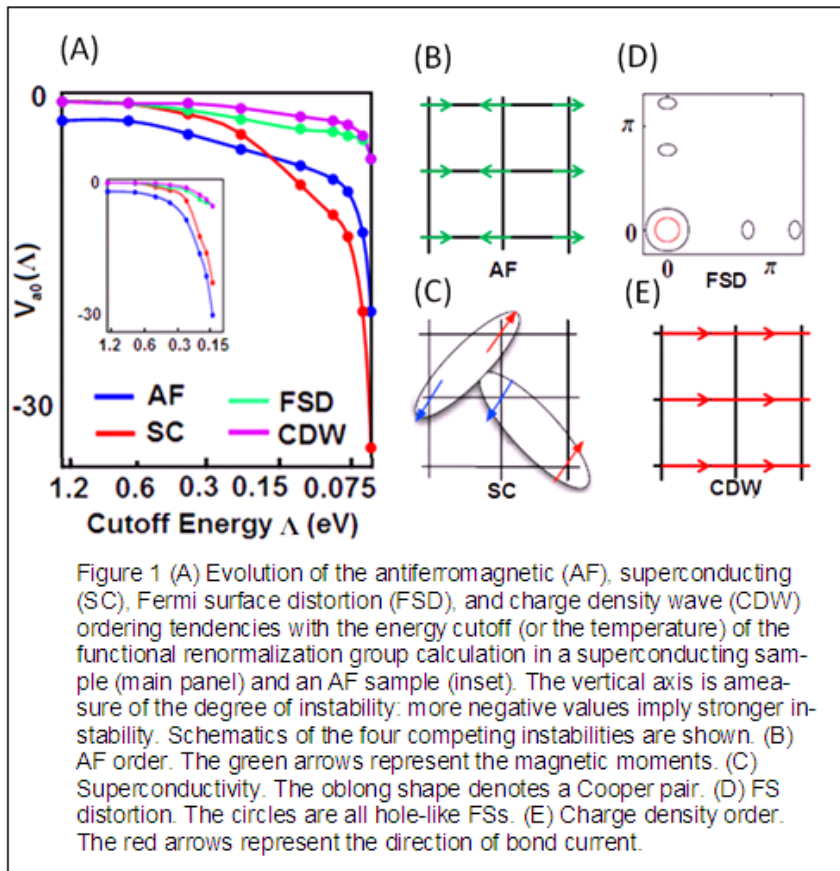 (A)
(B)
(D)
0
0
-30
1.2 0.6 0.3 0.15
V_a0(Λ)
-30
AF
FSD
SC
CDW
1.2 0.6 0.3 0.15 0.075
Cutoff Energy Λ (eV)
AF
π
0
0 π
FSD
(C)
(E)
SC
CDW
Figure 1 (A) Evolution of the antiferromagnetic (AF), superconducting
(SC), Fermi surface distortion (FSD), and charge density wave (CDW)
ordering tendencies with the energy cutoff (or the temperature) of the
functional renormalization group calculation in a superconducting sam-
ple (main panel) and an AF sample (inset). The vertical axis is amea-
sure of the degree of instability: more negative values imply stronger in-
stability. Schematics of the four competing instabilities are shown. (B)
AF order. The green arrows represent the magnetic moments. (C)
Superconductivity. The oblong shape denotes a Cooper pair. (D) FS
distortion. The circles are all hole-like FSs. (E) Charge density order.
The red arrows represent the direction of bond current.